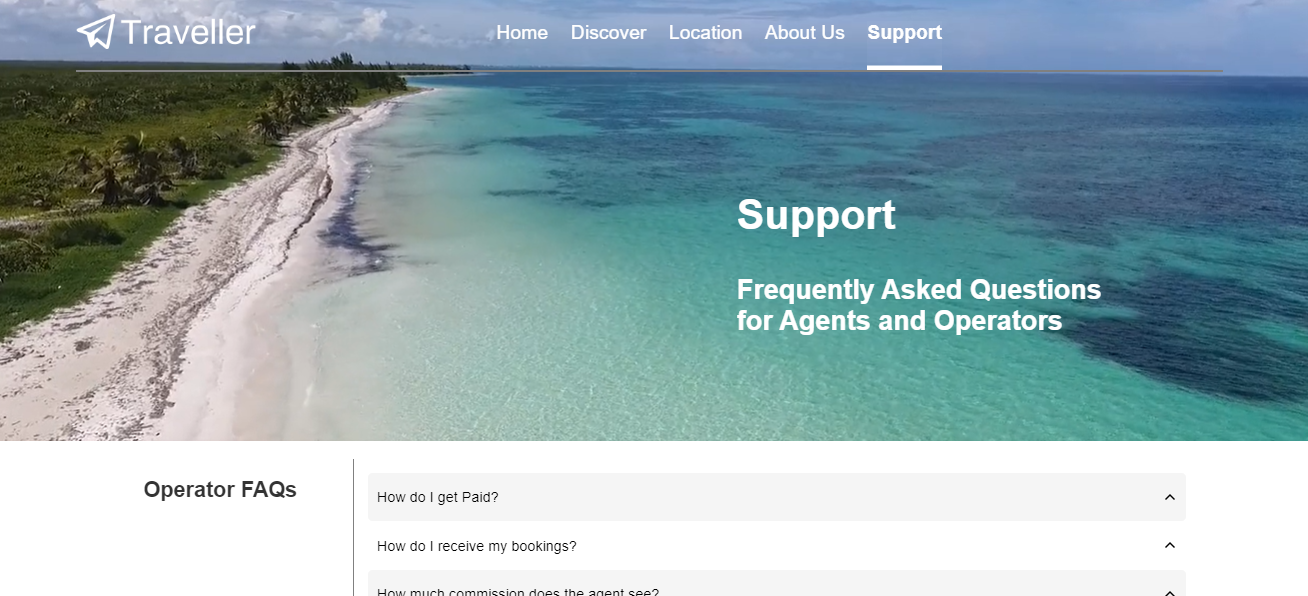 Traveller
Home Discover Location About Us Support
Support
Frequently Asked Questions
for Agents and Operators
Operator FAQs
How do I get Paid?
How do I receive my bookings?
How much commission does the agent see?